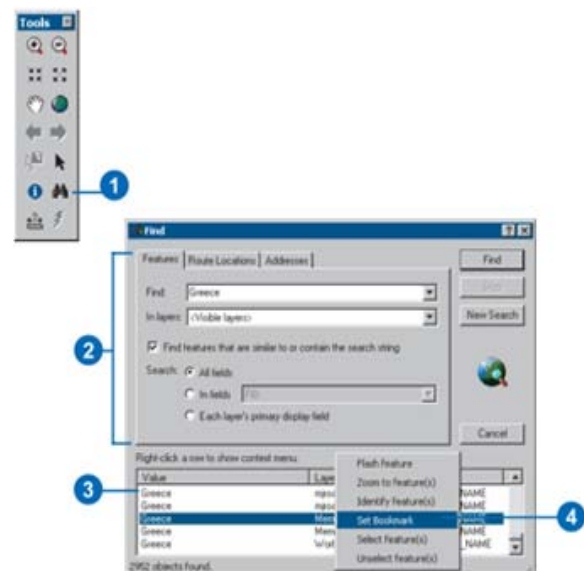 Tools
1
Find
Features Route Locations Addresses
Find
Find: Greece
Stop
In layers: <Visible layers>
New Search
2
Find features that are similar to or contain the search string
Search: All fields
In fields
Each layer's primary display field
Cancel
Right-click a row to show context menu.
Value
Flash feature
Zoom to feature(s)
3
Greece
Identify feature(s)
NAME
Greece
NAME
Greece
Set Bookmark
NAME
4
Greece
Select feature(s)
NAME
Greece
Unselect feature(s)
_NAME
2952 objects found.